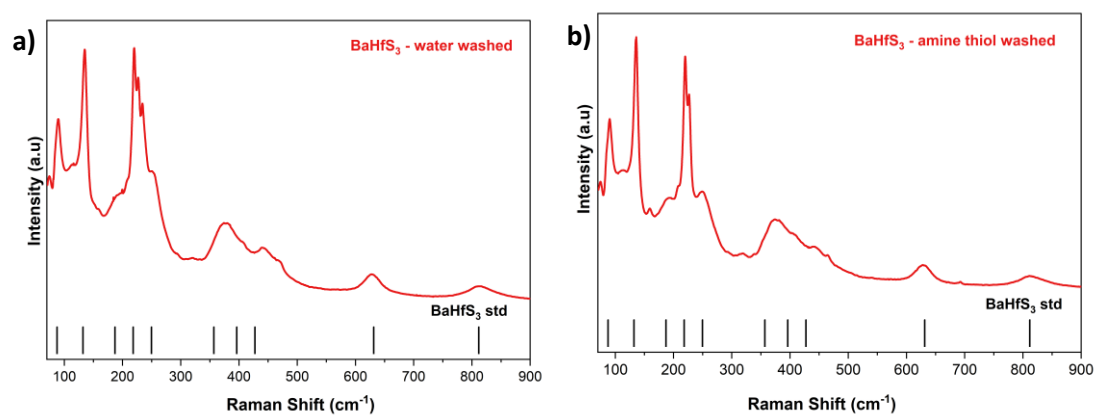 a)
BaHfS₃ - water washed
Intensity (a.u)
BaHfS₃ std
100 200 300 400 500 600 700 800 900
Raman Shift (cm⁻¹)
b)
BaHfS₃ - amine thiol washed
Intensity (a.u)
BaHfS₃ std
100 200 300 400 500 600 700 800 900
Raman Shift (cm⁻¹)